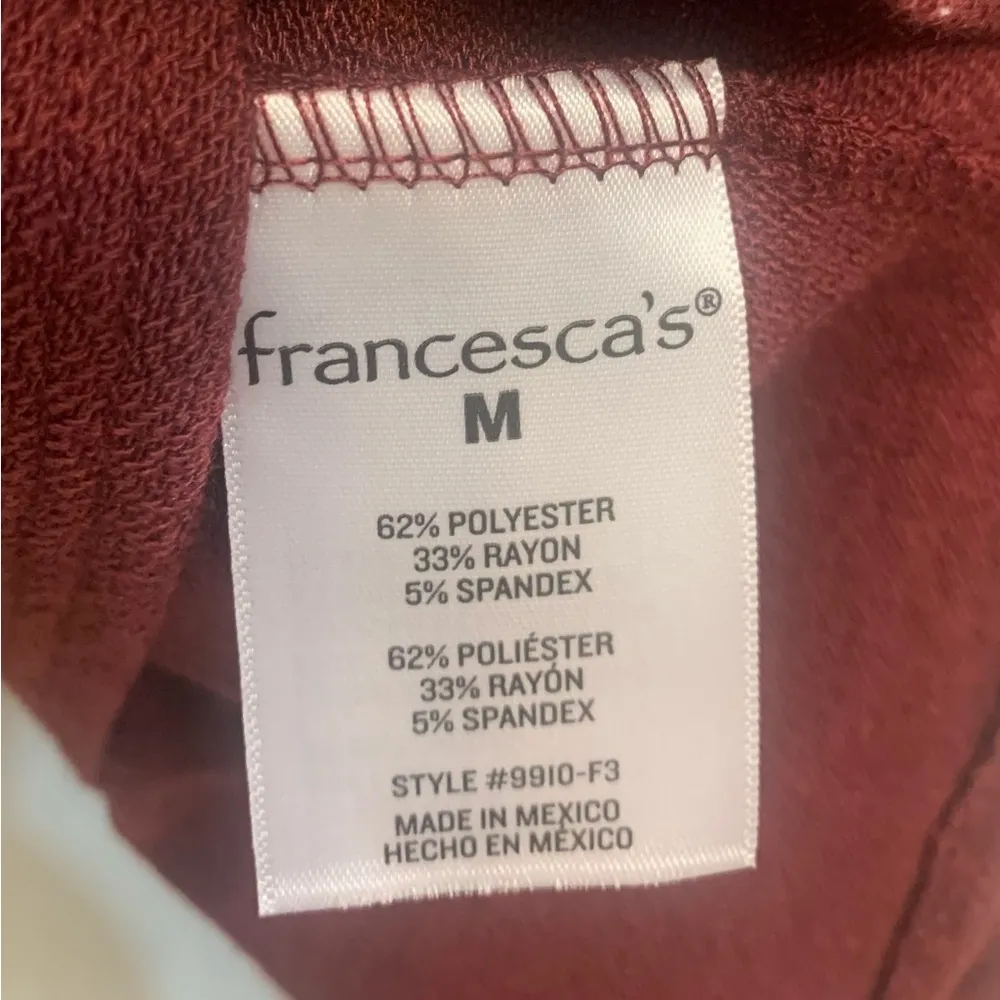 francesca's®
M
62% POLYESTER
33% RAYON
5% SPANDEX
62% POLIÉSTER
33% RAYÓN
5% SPANDEX
STYLE #9910-F3
MADE IN MEXICO
HECHO EN MÉXICO